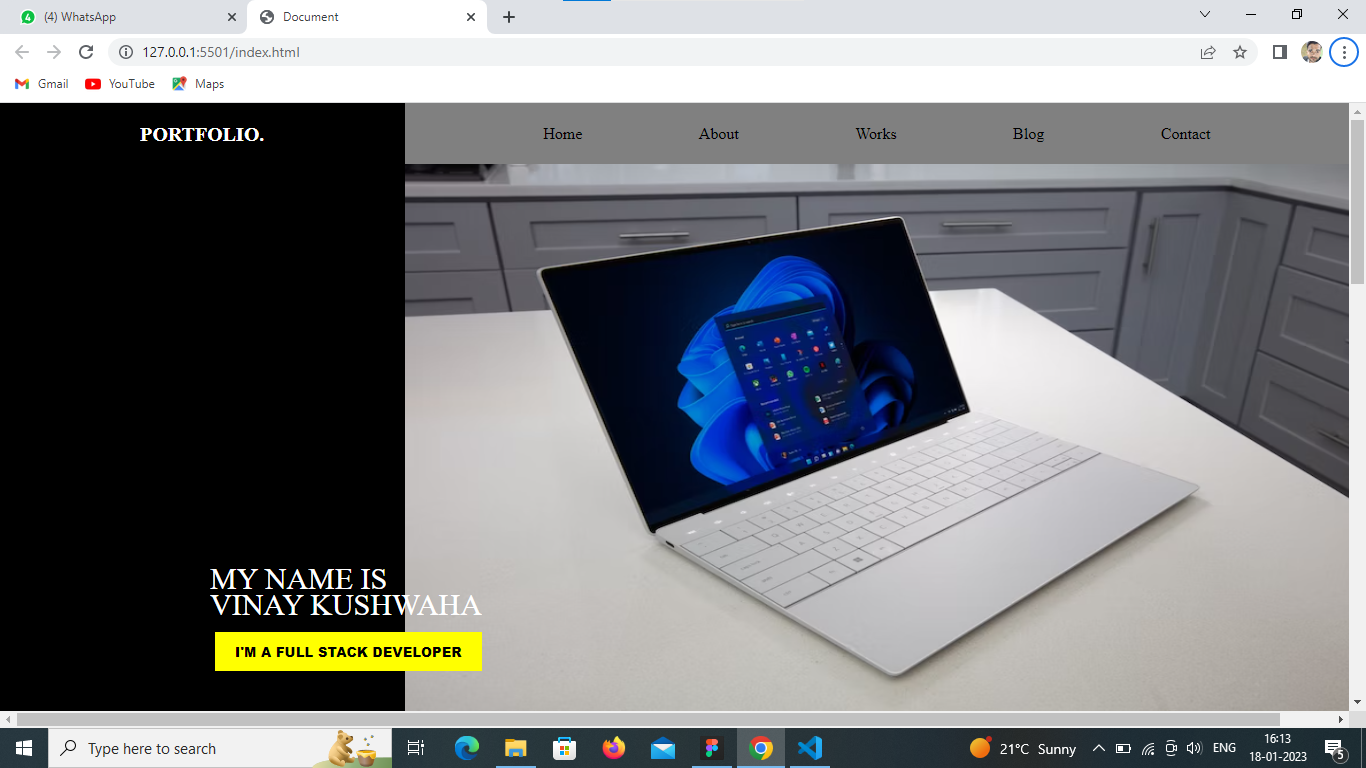 (4) WhatsApp
Document
127.0.0.1:5501/index.html
Gmail
YouTube
Maps
PORTFOLIO.
Home
About
Works
Blog
Contact
MY NAME IS
VINAY KUSHWAHA
I'M A FULL STACK DEVELOPER
Type here to search
21°C Sunny
ENG
16:13
18-01-2023
5